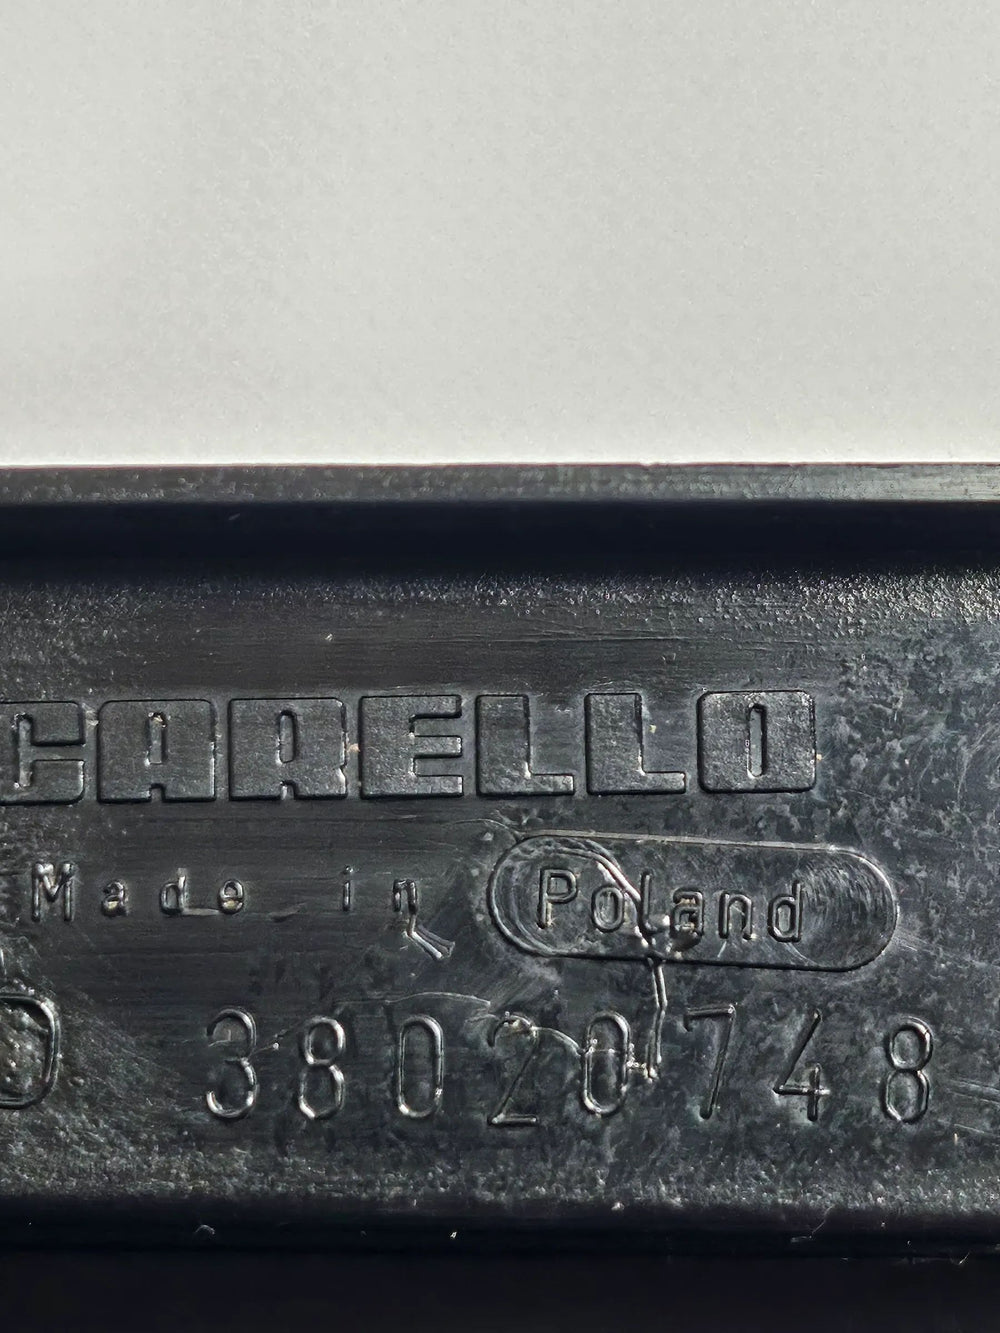 CARELLO
Made in Poland
38020748